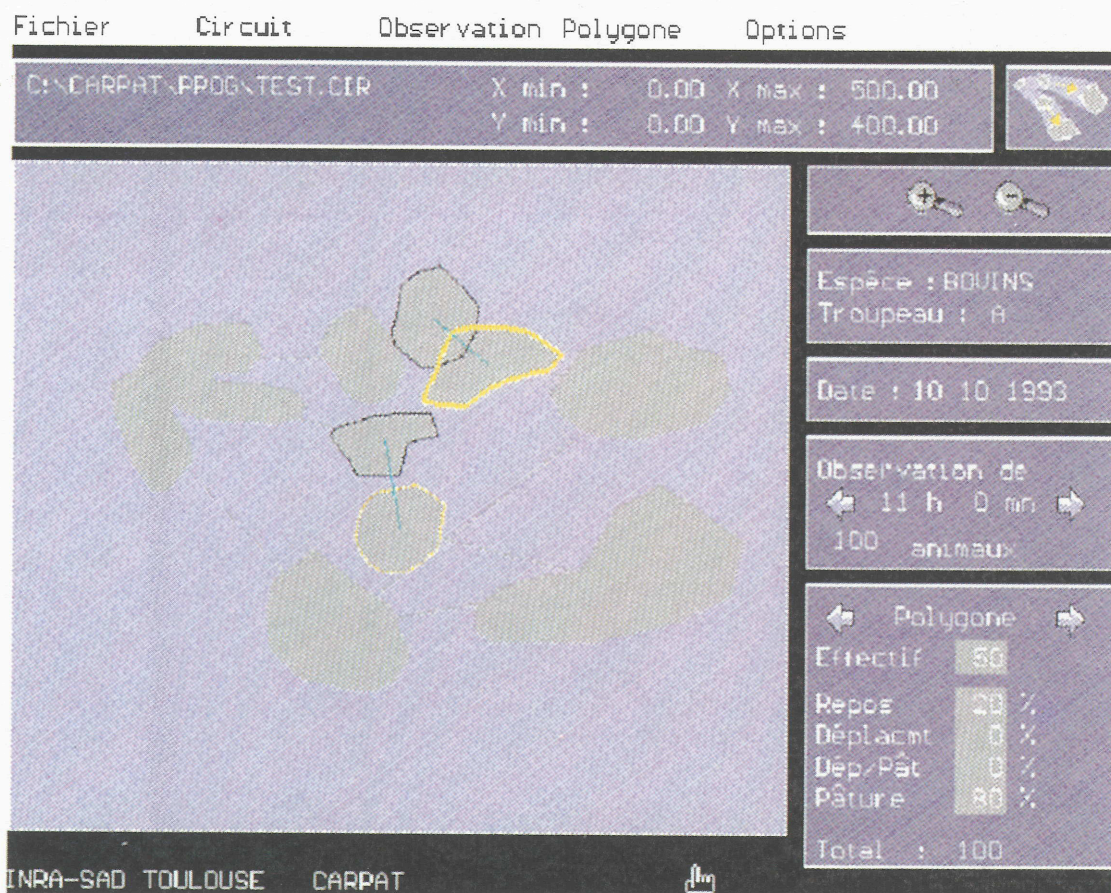 Fichier Circuit Observation Polygone Options
C:\CARPAT\PROG\TEST.CIR X min : 0.00 X max : 500.00
Y min : 0.00 Y max : 400.00
Espèce : BOVINS
Troupeau : A
Date : 10 10 1993
Observation de
11 h 0 mn
100 animaux
Polygone
Effectif 50
Repos 20 %
Déplacmt 0 %
Dép/Pât 0 %
Pâture 80 %
Total : 100
INRA-SAD TOULOUSE CARPAT